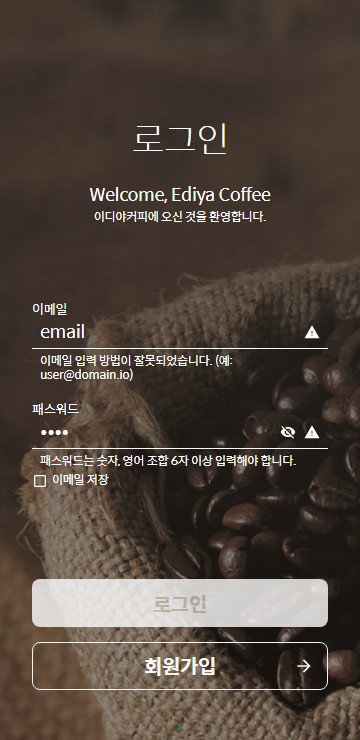 로그인
Welcome, Ediya Coffee
이디야커피에 오신 것을 환영합니다.
이메일
email
이메일 입력 방법이 잘못되었습니다. (예:
user@domain.io)
패스워드
••••
패스워드는 숫자, 영어 조합 6자 이상 입력해야 합니다.
이메일 저장
로그인
회원가입